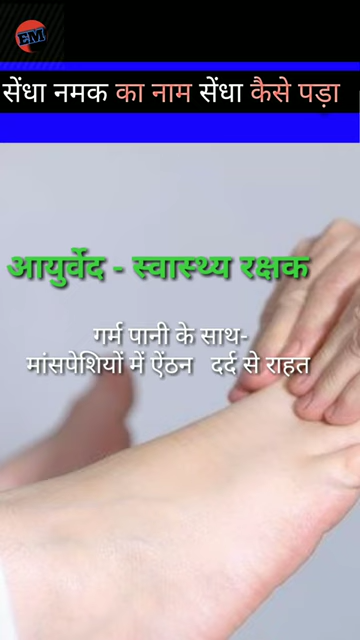 EM
सेंधा नमक का नाम सेंधा कैसे पड़ा
आयुर्वेद - स्वास्थ्य रक्षक
गर्म पानी के साथ-
मांसपेशियों में ऐंठन दर्द से राहत